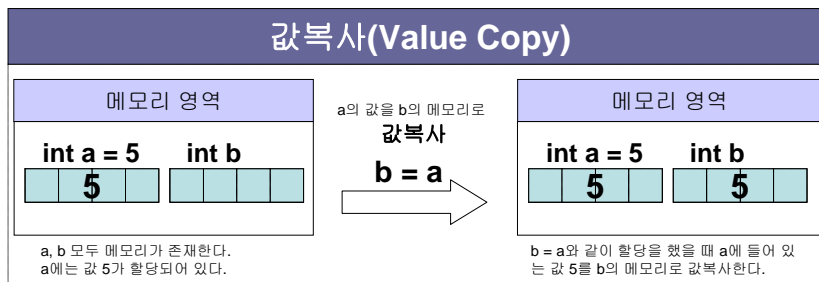 값복사(Value Copy)
메모리 영역
int a = 5
int b
5
a, b 모두 메모리가 존재한다.
a에는 값 5가 할당되어 있다.
a의 값을 b의 메모리로
값복사
b = a
메모리 영역
int a = 5
int b
5
5
b = a와 같이 할당을 했을 때 a에 들어 있
는 값 5를 b의 메모리로 값복사한다.